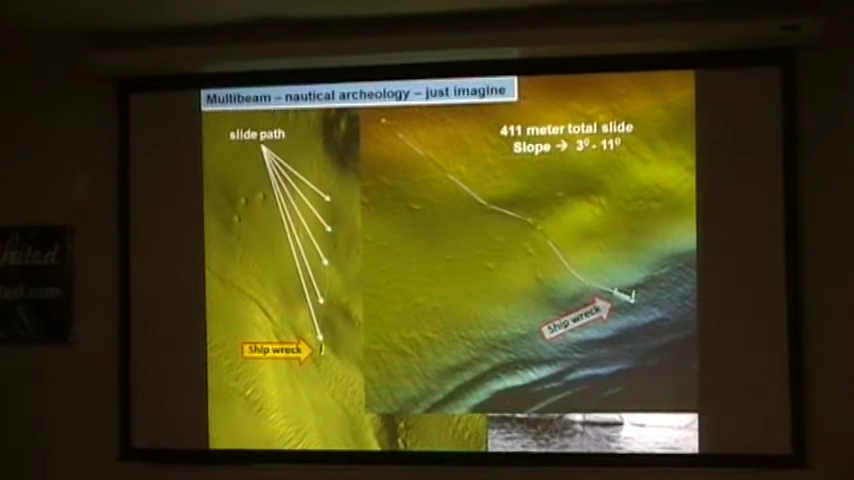 Multibeam – nautical archeology – just imagine
slide path
411 meter total slide
Slope → 3⁰ - 11⁰
Ship wreck
Ship wreck